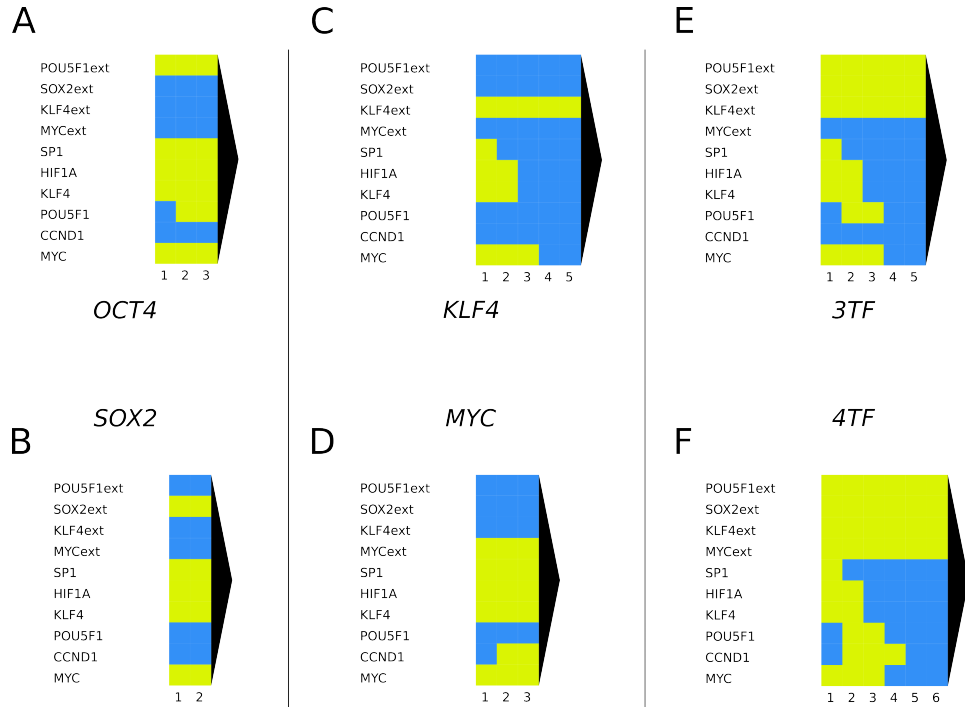 A
POU5F1ext
SOX2ext
KLF4ext
MYCext
SP1
HIF1A
KLF4
POU5F1
CCND1
MYC
1 2 3
OCT4
SOX2
B
POU5F1ext
SOX2ext
KLF4ext
MYCext
SP1
HIF1A
KLF4
POU5F1
CCND1
MYC
1 2
C
POU5F1ext
SOX2ext
KLF4ext
MYCext
SP1
HIF1A
KLF4
POU5F1
CCND1
MYC
1 2 3 4 5
KLF4
MYC
D
POU5F1ext
SOX2ext
KLF4ext
MYCext
SP1
HIF1A
KLF4
POU5F1
CCND1
MYC
1 2 3
E
POU5F1ext
SOX2ext
KLF4ext
MYCext
SP1
HIF1A
KLF4
POU5F1
CCND1
MYC
1 2 3 4 5
3TF
4TF
F
POU5F1ext
SOX2ext
KLF4ext
MYCext
SP1
HIF1A
KLF4
POU5F1
CCND1
MYC
1 2 3 4 5 6